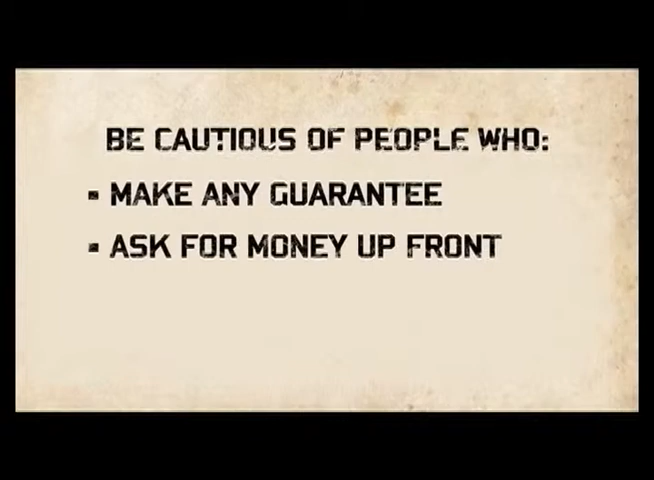 BE CAUTIOUS OF PEOPLE WHO:
▪ MAKE ANY GUARANTEE
▪ ASK FOR MONEY UP FRONT